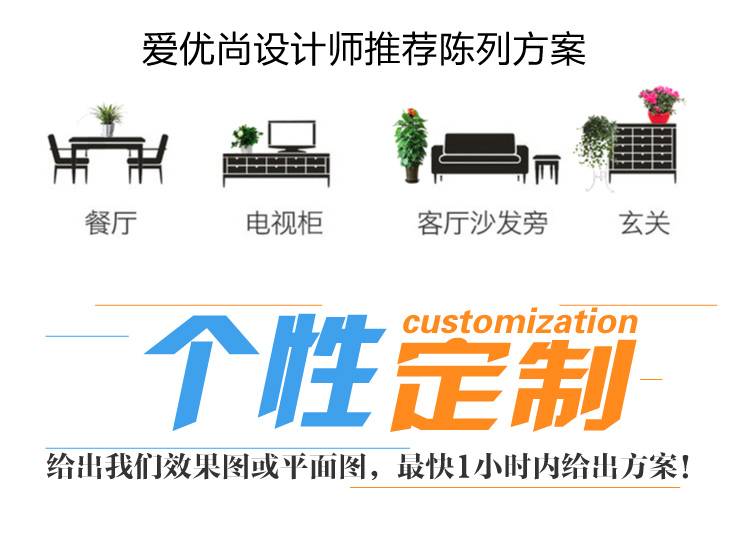 爱优尚设计师推荐陈列方案
餐厅 电视柜 客厅沙发旁 玄关
customization
个性定制
给出我们效果图或平面图，最快1小时内给出方案！